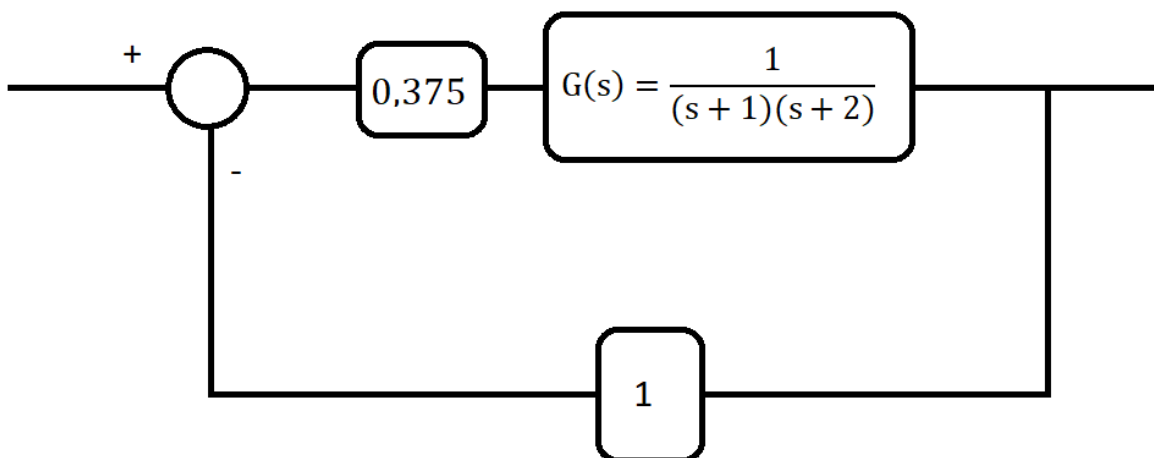 +
0,375
G(s) = 1/((s + 1)(s + 2))
-
1